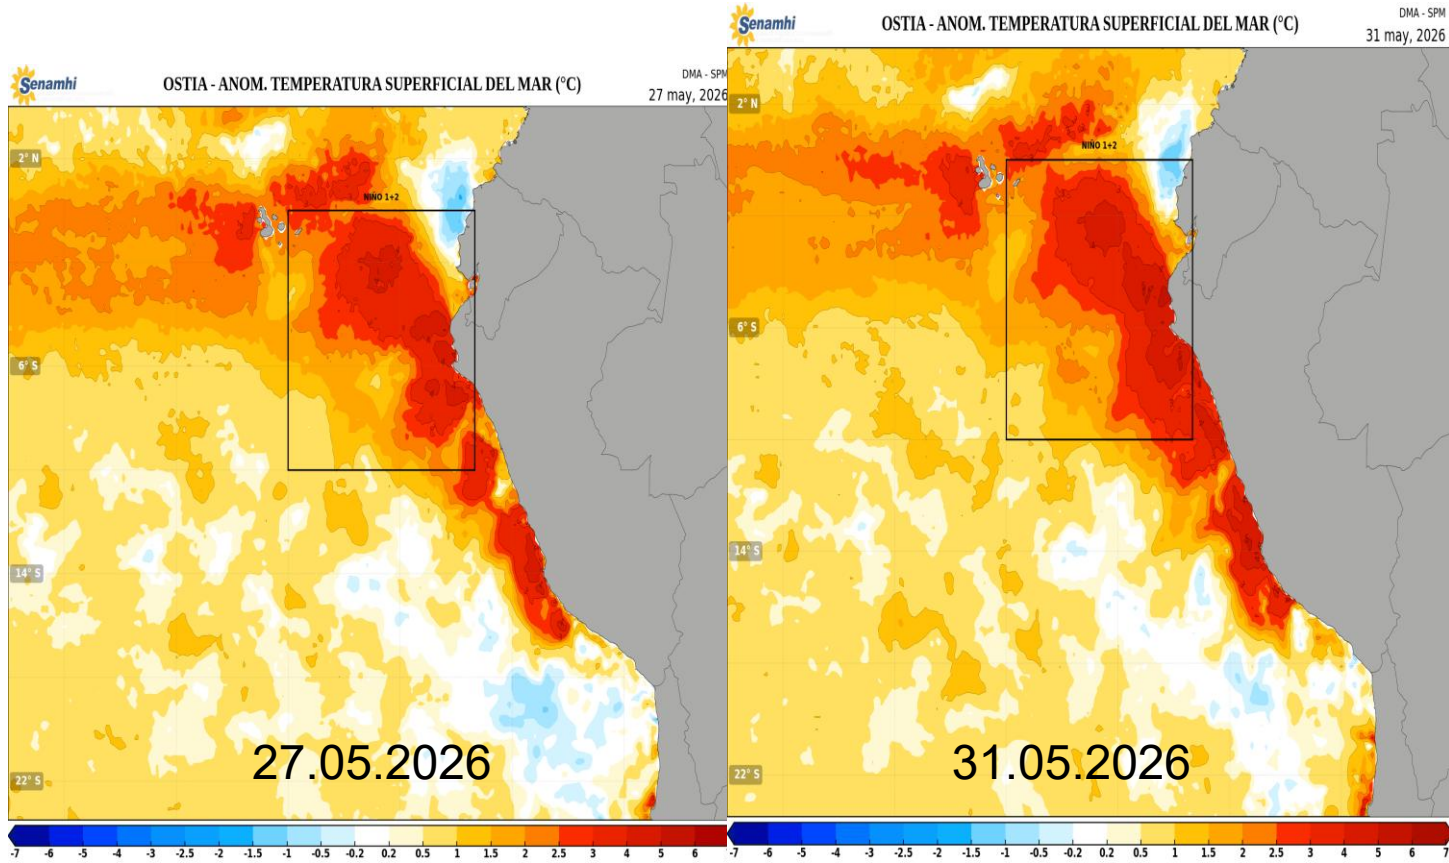 Senamhi
OSTIA - ANOM. TEMPERATURA SUPERFICIAL DEL MAR (°C)
DMA - SPM
27 may, 2026
2° N
NIÑO 1+2
6° S
14° S
22° S
27.05.2026
-7 -6 -5 -4 -3 -2.5 -2 -1.5 -1 -0.5 -0.2 0.2 0.5 1 1.5 2 2.5 3 4 5 6
Senamhi
OSTIA - ANOM. TEMPERATURA SUPERFICIAL DEL MAR (°C)
DMA - SPM
31 may, 2026
2° N
NIÑO 1+2
6° S
14° S
22° S
31.05.2026
-7 -6 -5 -4 -3 -2.5 -2 -1.5 -1 -0.5 -0.2 0.2 0.5 1 1.5 2 2.5 3 4 5 6 7